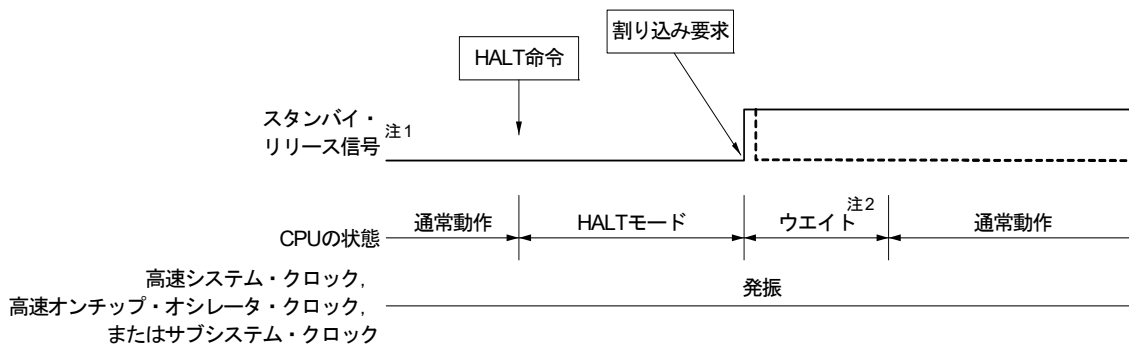 割り込み要求
HALT命令
スタンバイ・
リリース信号注1
CPUの状態
通常動作
HALTモード
ウエイト注2
通常動作
高速システム・クロック,
高速オンチップ・オシレータ・クロック,
またはサブシステム・クロック
発振